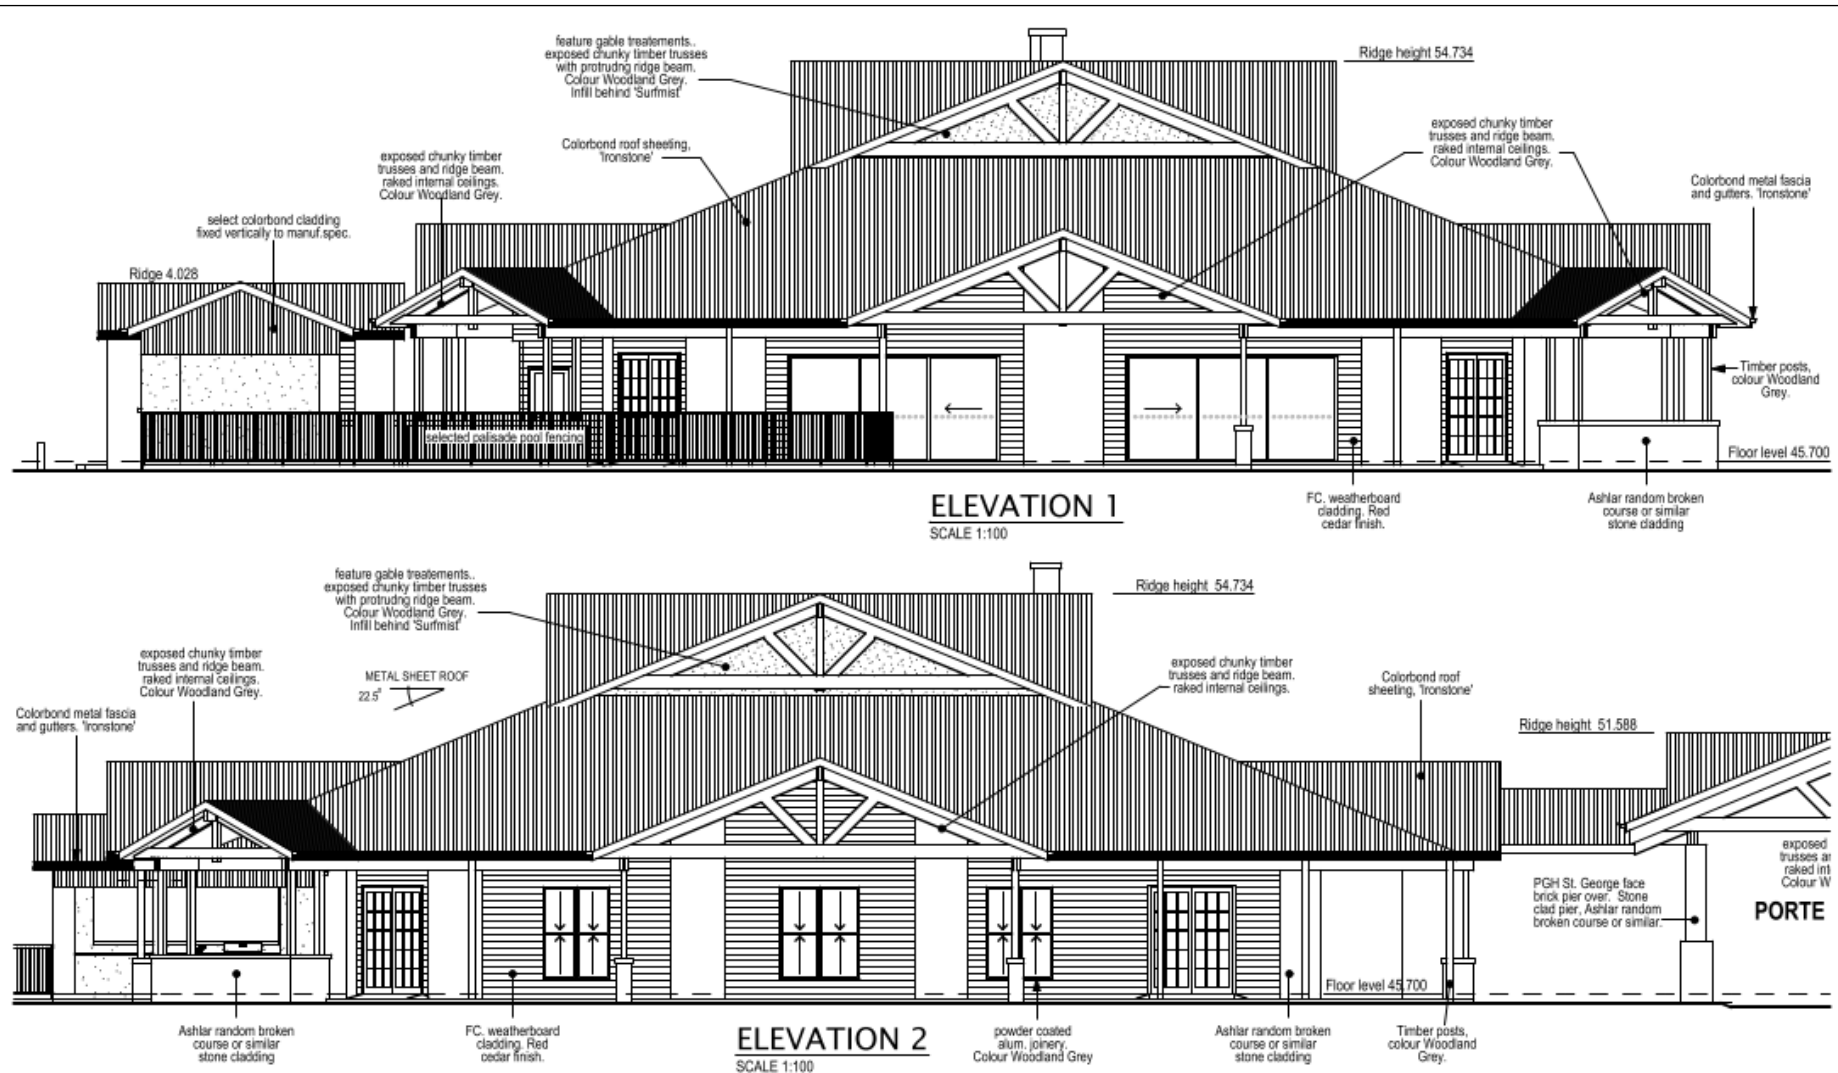 feature gable treatements..
exposed chunky timber trusses
with protrudng ridge beam.
Colour Woodland Grey.
Infill behind 'Surfmist'
Ridge height 54.734
Colorbond roof sheeting,
'Ironstone'
exposed chunky timber
trusses and ridge beam.
raked internal ceilings.
Colour Woodland Grey.
exposed chunky timber
trusses and ridge beam.
raked internal ceilings.
Colour Woodland Grey.
Colorbond metal fascia
and gutters. 'Ironstone'
select colorbond cladding
fixed vertically to manuf.spec.
Ridge 4.028
Timber posts,
colour Woodland
Grey.
selected palisade pool fencing
Floor level 45.700
ELEVATION 1
SCALE 1:100
FC. weatherboard
cladding. Red
cedar finish.
Ashlar random broken
course or similar
stone cladding
feature gable treatements..
exposed chunky timber trusses
with protrudng ridge beam.
Colour Woodland Grey.
Infill behind 'Surfmist'
Ridge height 54.734
exposed chunky timber
trusses and ridge beam.
raked internal ceilings.
Colour Woodland Grey.
METAL SHEET ROOF
22.5°
exposed chunky timber
trusses and ridge beam.
raked internal ceilings.
Colorbond roof
sheeting, 'Ironstone'
Colorbond metal fascia
and gutters. 'Ironstone'
Ridge height 51.588
exposed
trusses
raked
Colour W
PGH St. George face
brick pier over. Stone
clad pier, Ashlar random
broken course or similar.
PORTE
Floor level 45.700
Ashlar random broken
course or similar
stone cladding
FC. weatherboard
cladding. Red
cedar finish.
ELEVATION 2
SCALE 1:100
powder coated
alum. joinery.
Colour Woodland Grey
Ashlar random broken
course or similar
stone cladding
Timber posts,
colour Woodland
Grey.